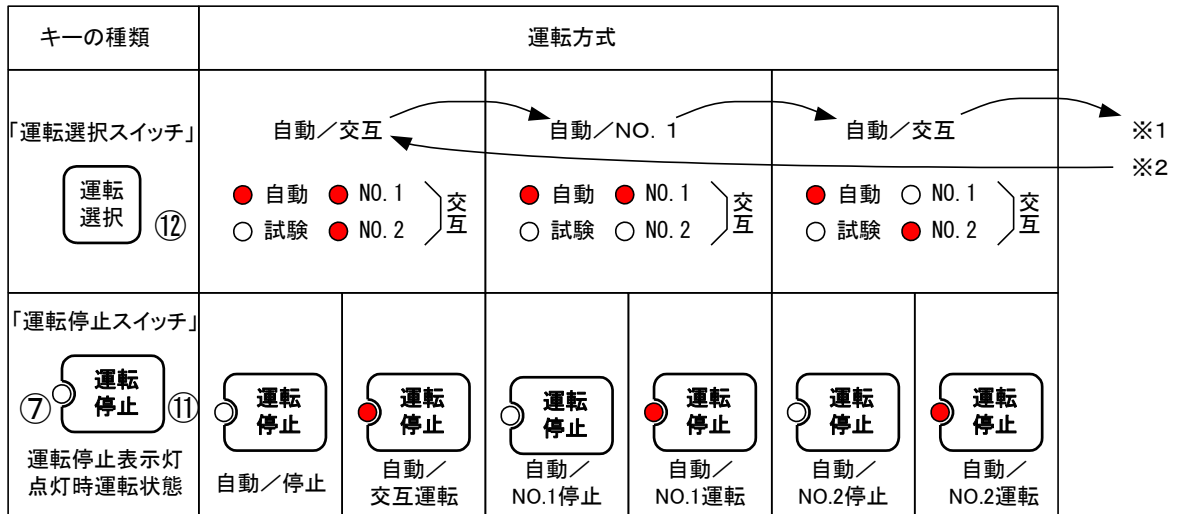 キーの種類
運転方式
「運転選択スイッチ」
運転
選択
⑫
自動／交互
自動／NO. 1
自動／交互
※1
※2
自動 NO. 1
試験 NO. 2
交互
自動 NO. 1
試験 NO. 2
交互
自動 NO. 1
試験 NO. 2
交互
「運転停止スイッチ」
⑦
運転
停止
⑪
運転停止表示灯
点灯時運転状態
運転
停止
自動／停止
運転
停止
自動／
交互運転
運転
停止
自動／
NO.1停止
運転
停止
自動／
NO.1運転
運転
停止
自動／
NO.2停止
運転
停止
自動／
NO.2運転